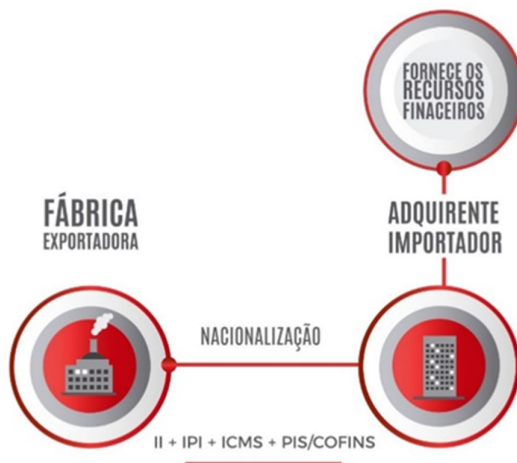 FORNECE OS
RECURSOS
FINACEIROS
FÁBRICA
EXPORTADORA
ADQUIRENTE
IMPORTADOR
NACIONALIZAÇÃO
II + IPI + ICMS + PIS/COFINS